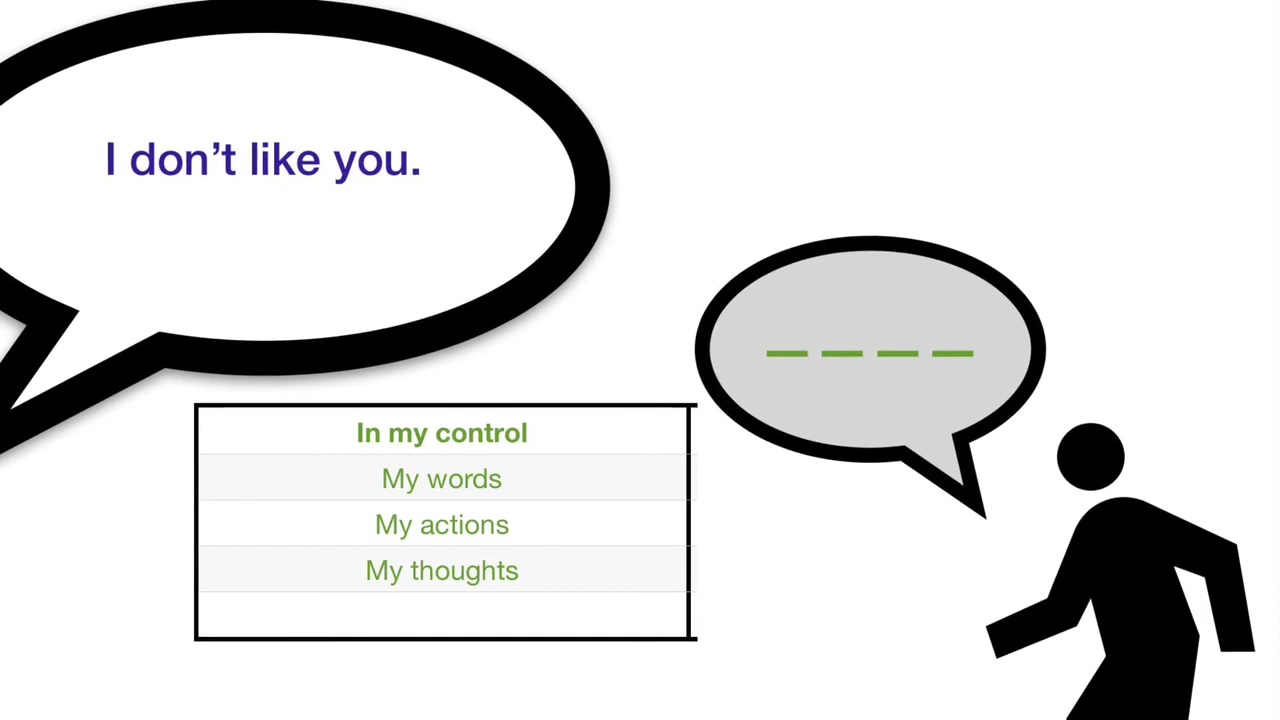 I don’t like you.
_ _ _ _
In my control
My words
My actions
My thoughts